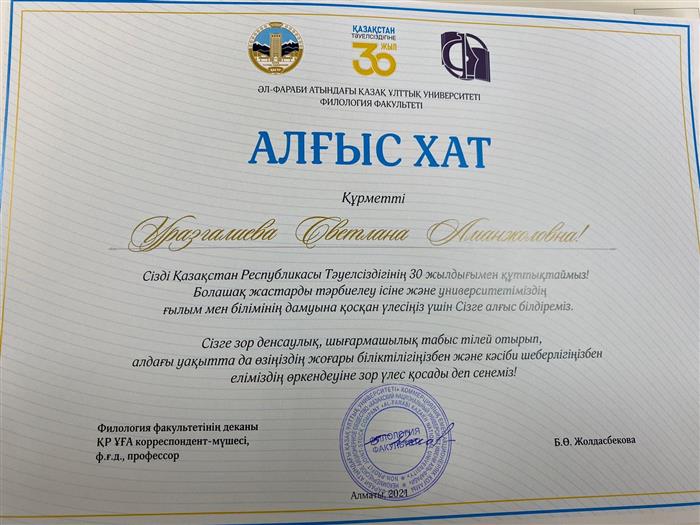 ҚАЗАҚСТАН
ТӘУЕЛСІЗДІГІНЕ
30 ЖЫЛ
ӘЛ-ФАРАБИ АТЫНДАҒЫ ҚАЗАҚ ҰЛТТЫҚ УНИВЕРСИТЕТІ
ФИЛОЛОГИЯ ФАКУЛЬТЕТІ
АЛҒЫС ХАТ
Құрметті
Уразгалиева Светлана Аманжоловна!
Сізді Қазақстан Республикасы Тәуелсіздігінің 30 жылдығымен құттықтаймыз!
Болашақ жастарды тәрбиелеу ісіне және университетіміздің
ғылым мен білімінің дамуына қосқан үлесіңіз үшін Сізге алғыс білдіреміз.
Сізге зор денсаулық, шығармашылық табыс тілей отырып,
алдағы уақытта да өзіңіздің жоғары біліктілігіңізбен және кәсіби шеберлігіңізбен
еліміздің өркендеуіне зор үлес қосады деп сенеміз!
Филология факультетінің деканы
ҚР ҰҒА корреспондент-мүшесі,
ф.ғ.д., профессор
ФИЛОЛОГИЯ
ФАКУЛЬТЕТІ
Б.Ө. Жолдасбекова
Алматы, 2021